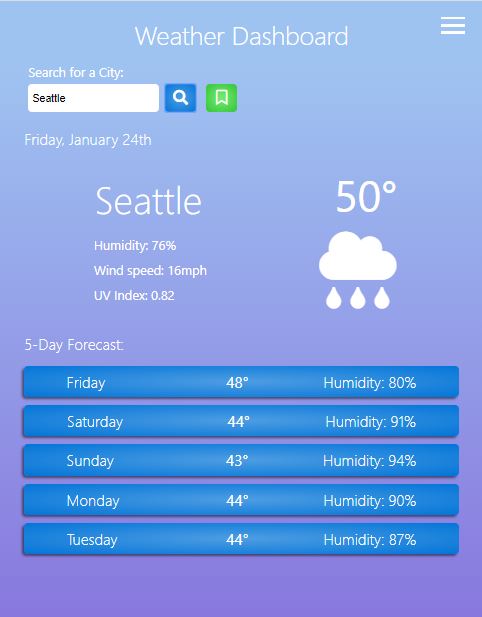 Weather Dashboard
Search for a City:
Seattle
Friday, January 24th
Seattle
50°
Humidity: 76%
Wind speed: 16mph
UV Index: 0.82
5-Day Forecast:
Friday 48° Humidity: 80%
Saturday 44° Humidity: 91%
Sunday 43° Humidity: 94%
Monday 44° Humidity: 90%
Tuesday 44° Humidity: 87%